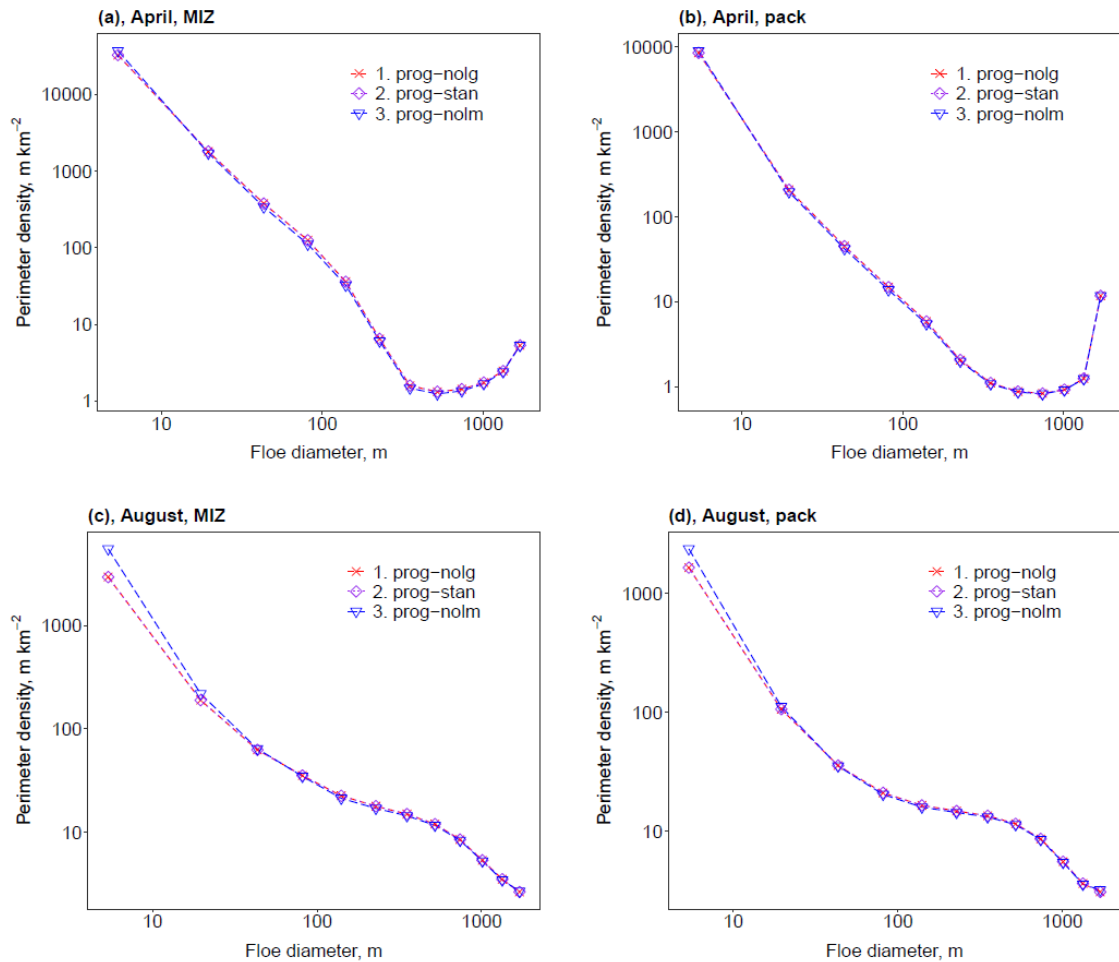 (a), April, MIZ
Perimeter density, m km−2
10000
1000
100
10
1
1. prog−nolg
2. prog−stan
3. prog−nolm
10 100 1000
Floe diameter, m
(b), April, pack
Perimeter density, m km−2
10000
1000
100
10
1
1. prog−nolg
2. prog−stan
3. prog−nolm
10 100 1000
Floe diameter, m
(c), August, MIZ
Perimeter density, m km−2
1000
100
10
1. prog−nolg
2. prog−stan
3. prog−nolm
10 100 1000
Floe diameter, m
(d), August, pack
Perimeter density, m km−2
1000
100
10
1. prog−nolg
2. prog−stan
3. prog−nolm
10 100 1000
Floe diameter, m